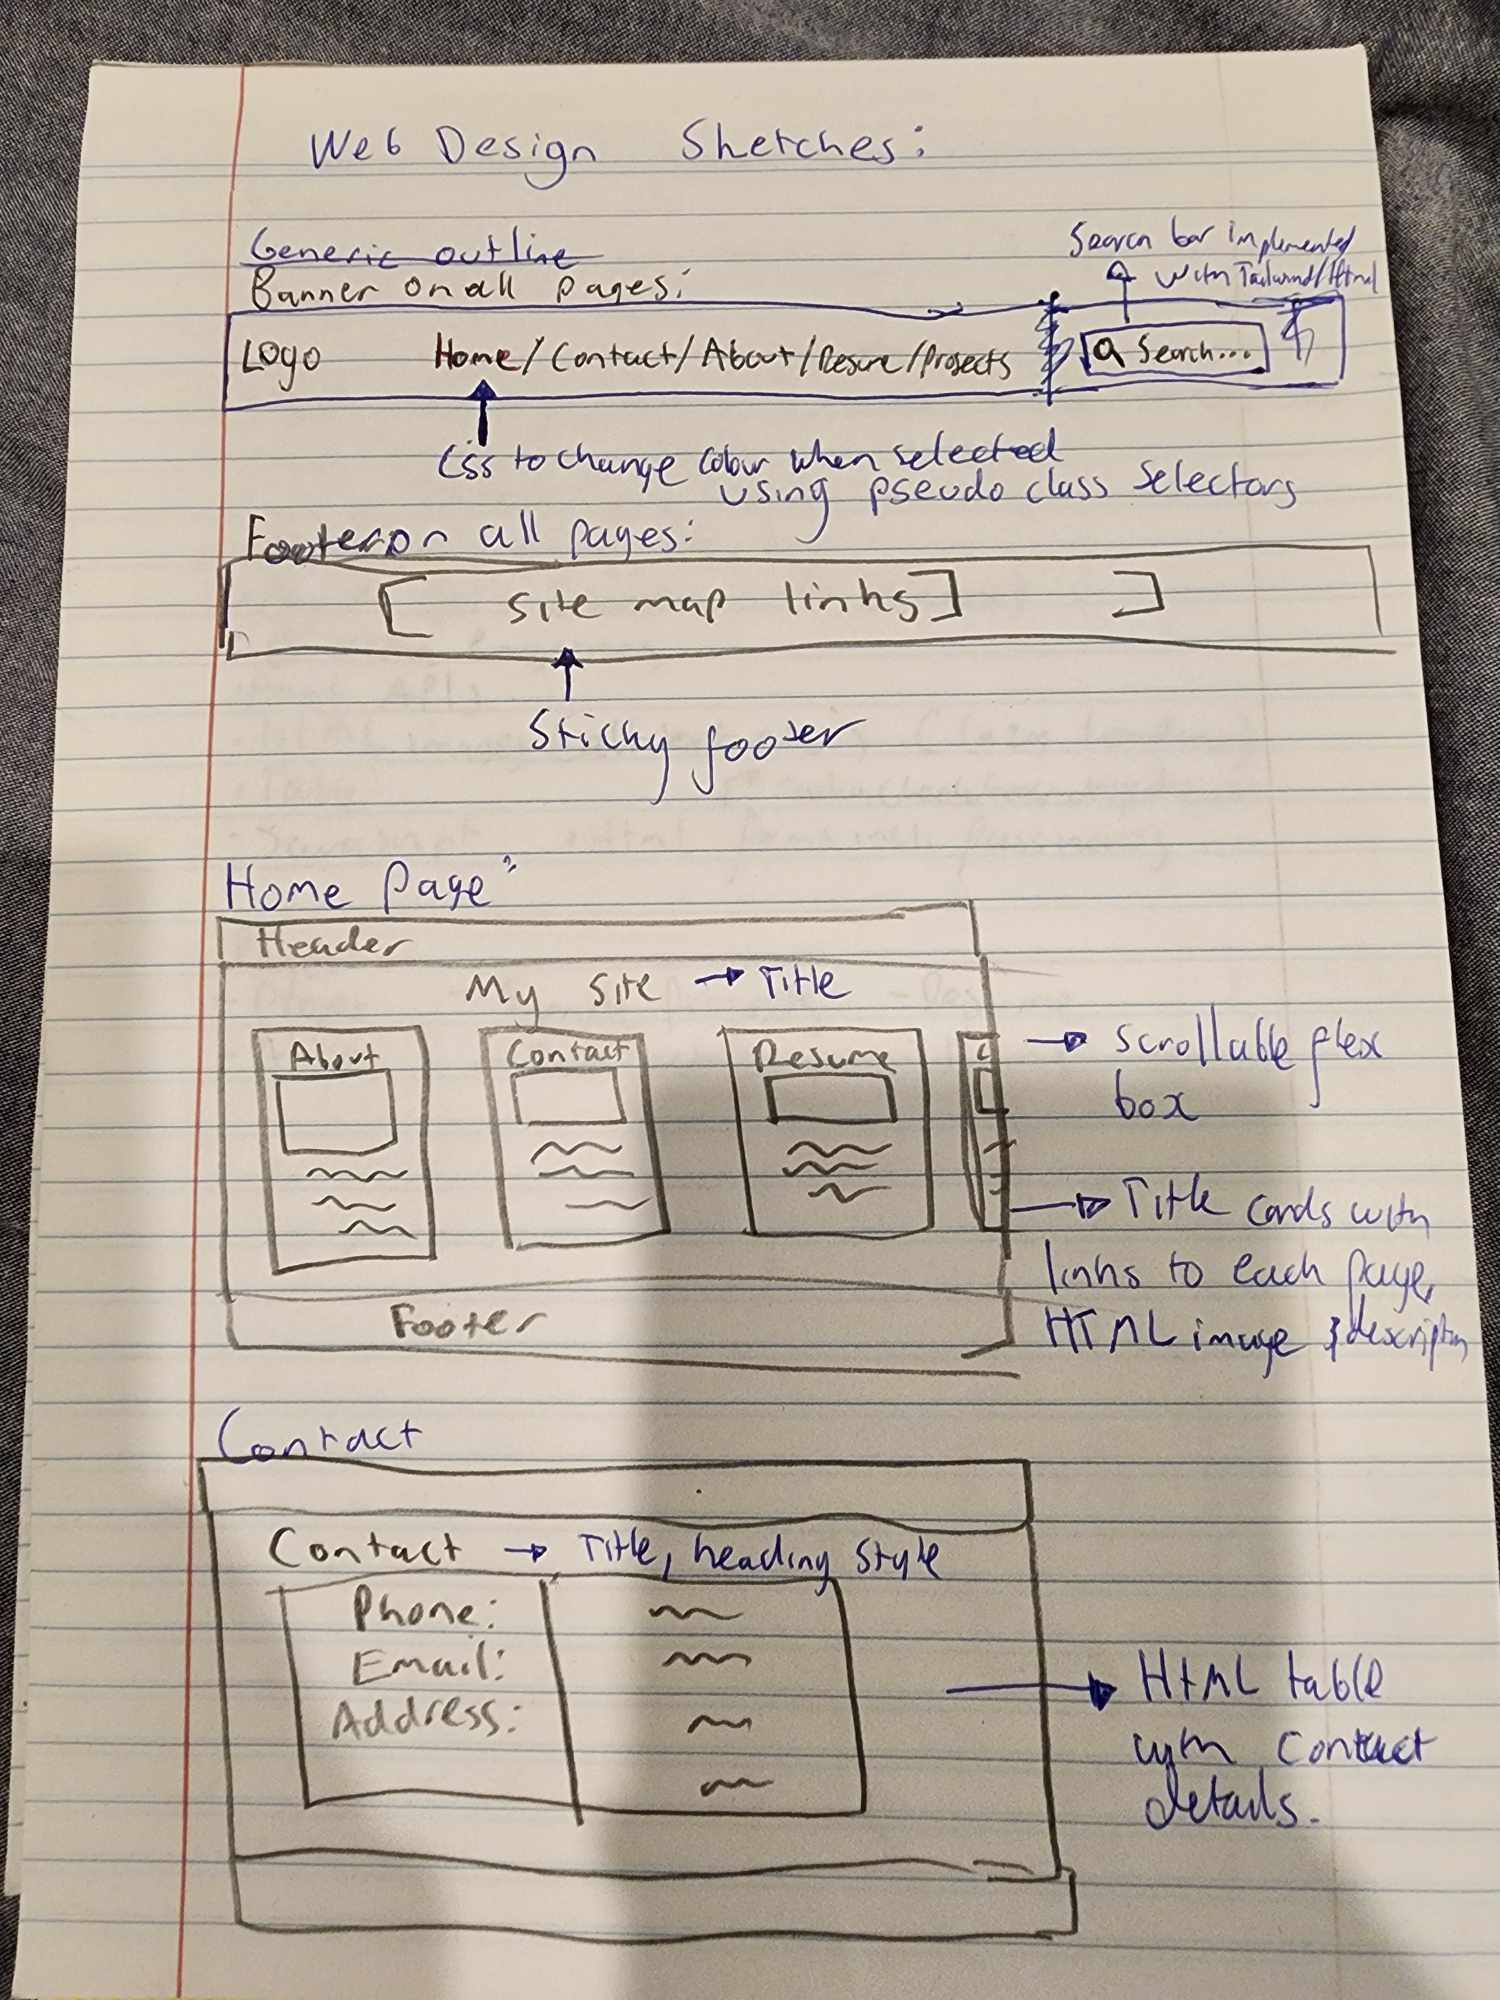 Web Design Sketches:
Generic outline
Search bar implemented
with Tailwind/Html
Banner on all pages:
Logo Home/Contact/About/Resume/Projects Search...
Css to change colour when selected
using pseudo class selectors
Footer on all pages:
[ site map links] ]
Sticky footer
Home Page:
Header
My site → Title
About Contact Resume C
→ scrollable flex
box
→ Title cards with
links to each page,
HTML image & description
Footer
Contact
Contact → Title, heading style
Phone:
Email:
Address:
→ HTML table
with contact
details.